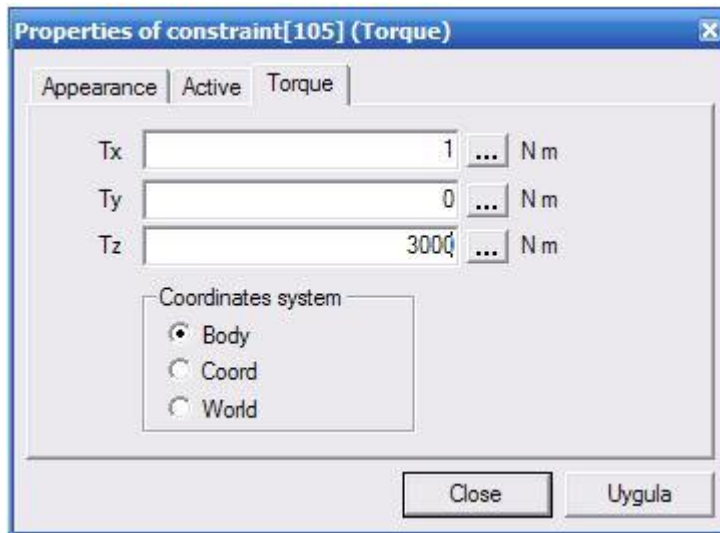 Properties of constraint[105] (Torque)
Appearance Active Torque
Tx 1 ... N m
Ty 0 ... N m
Tz 3000 ... N m
Coordinates system
Body
Coord
World
Close Uygula